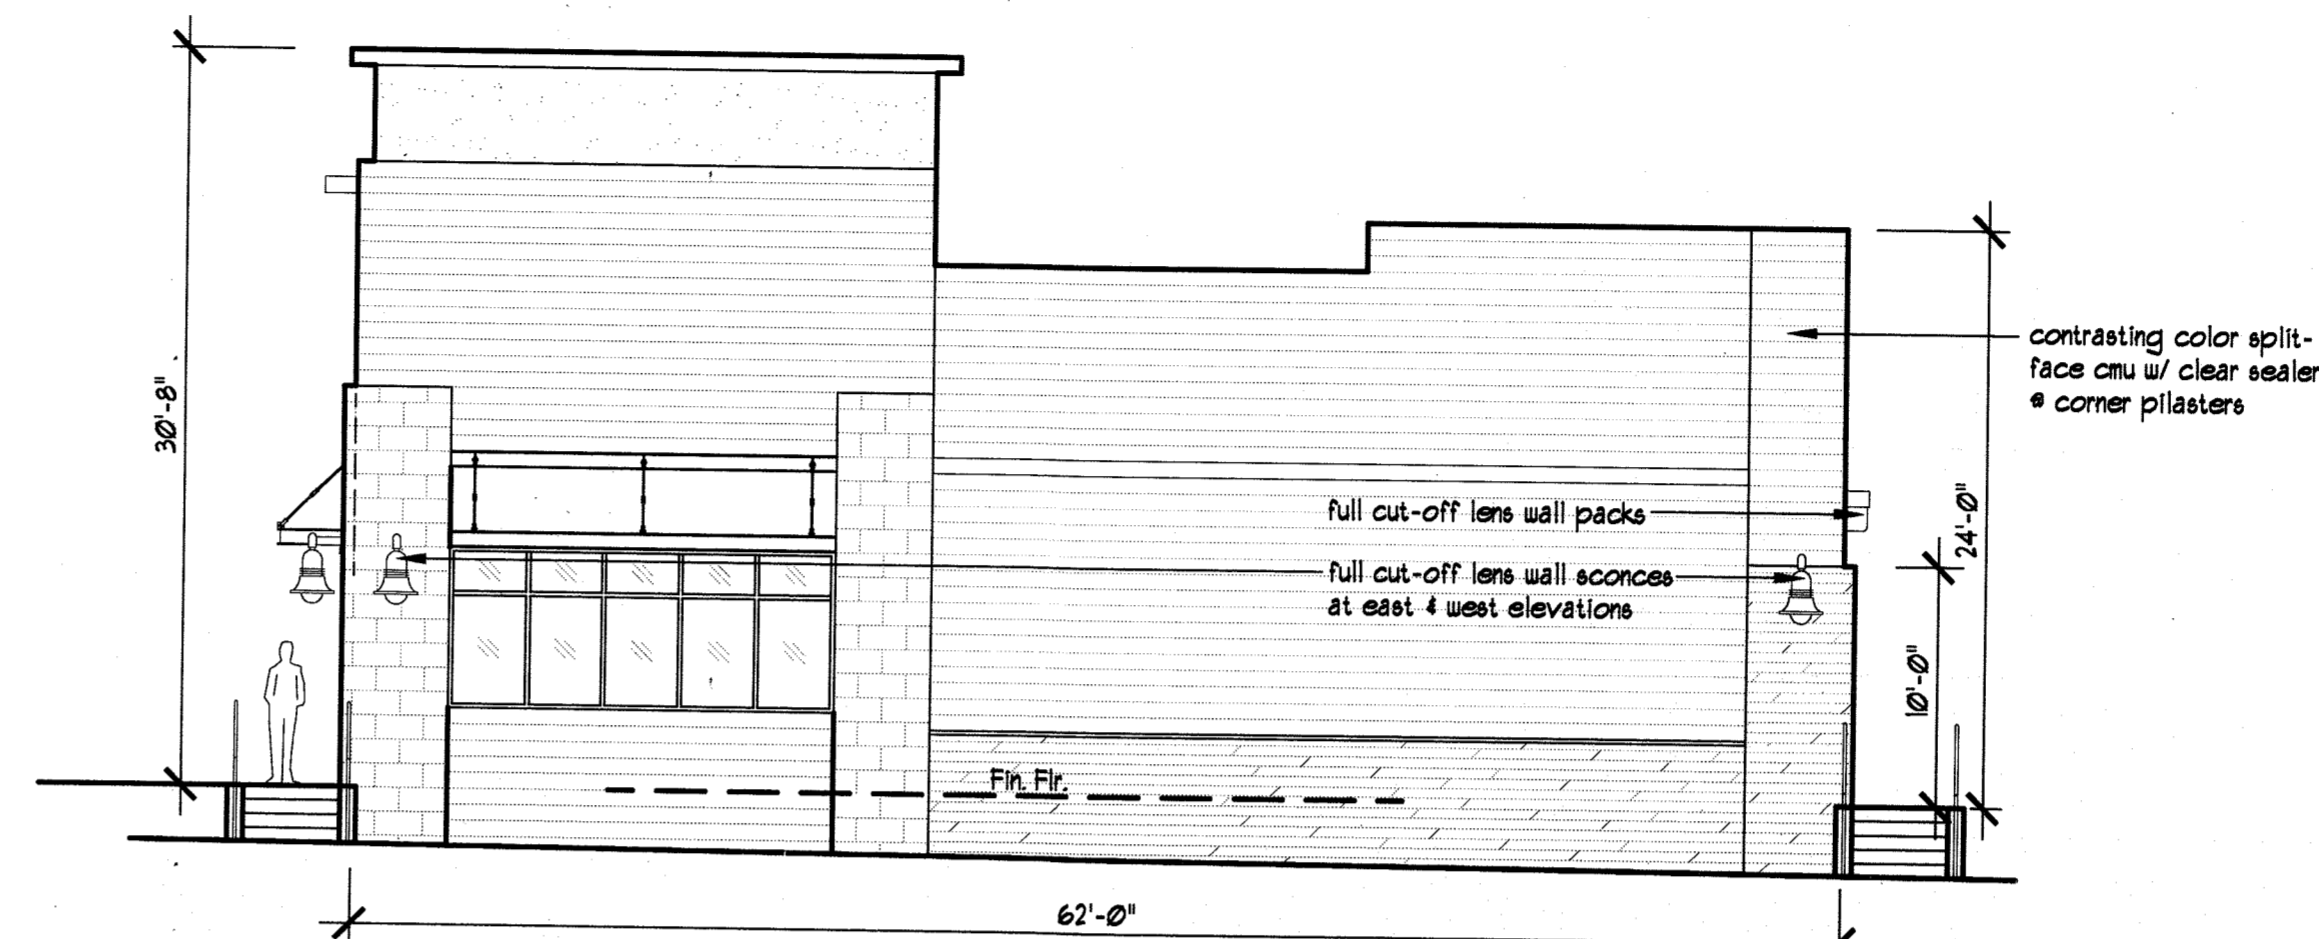 30'-8"
contrasting color split-
face cmu w/ clear sealer
@ corner pilasters
full cut-off lens wall packs
24'-0"
full cut-off lens wall sconces
at east & west elevations
10'-0"
Fin. Flr.
62'-0"